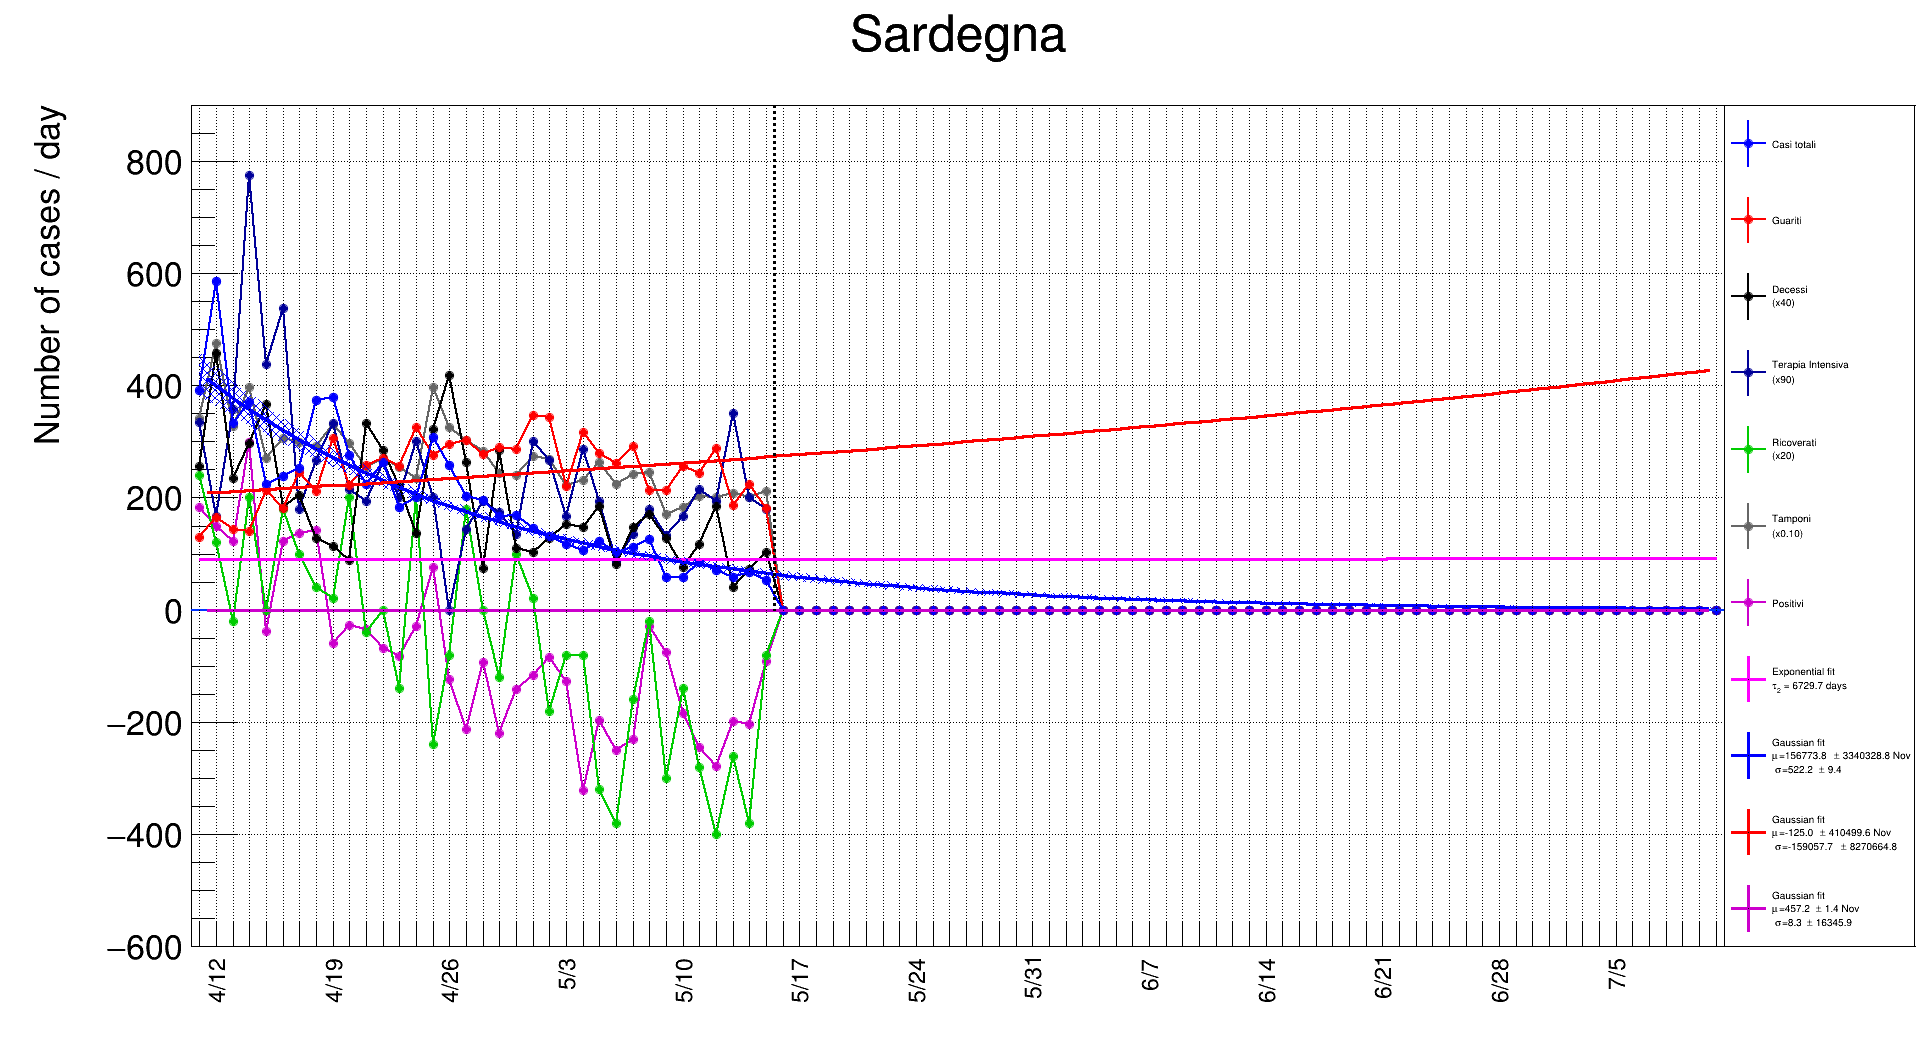 Sardegna
Number of cases / day
800
600
400
200
0
−200
−400
−600
4/12
4/19
4/26
5/3
5/10
5/17
5/24
5/31
6/7
6/14
6/21
6/28
7/5
Casi totali
Guariti
Decessi
(x40)
Terapia Intensiva
(x90)
Ricoverati
(x20)
Tamponi
(x0.10)
Positivi
Exponential fit
τ2 = 6729.7 days
Gaussian fit
μ=156773.8 ± 3340328.8 Nov
σ=522.2 ± 9.4
Gaussian fit
μ=-125.0 ± 410499.6 Nov
σ=-159057.7 ± 8270664.8
Gaussian fit
μ=457.2 ± 1.4 Nov
σ=8.3 ± 16345.9